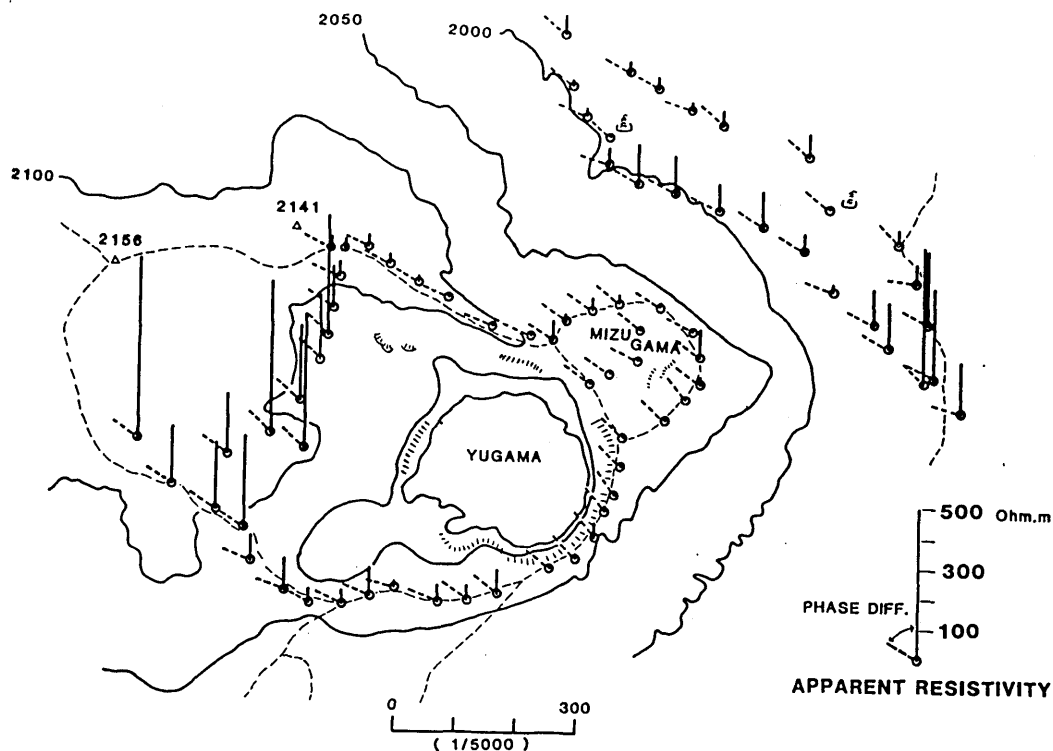 2050
2000
2100
2141
2156
MIZU
GAMA
YUGAMA
500 Ohm.m
300
PHASE DIFF.
100
APPARENT RESISTIVITY
0 300
( 1/5000 )